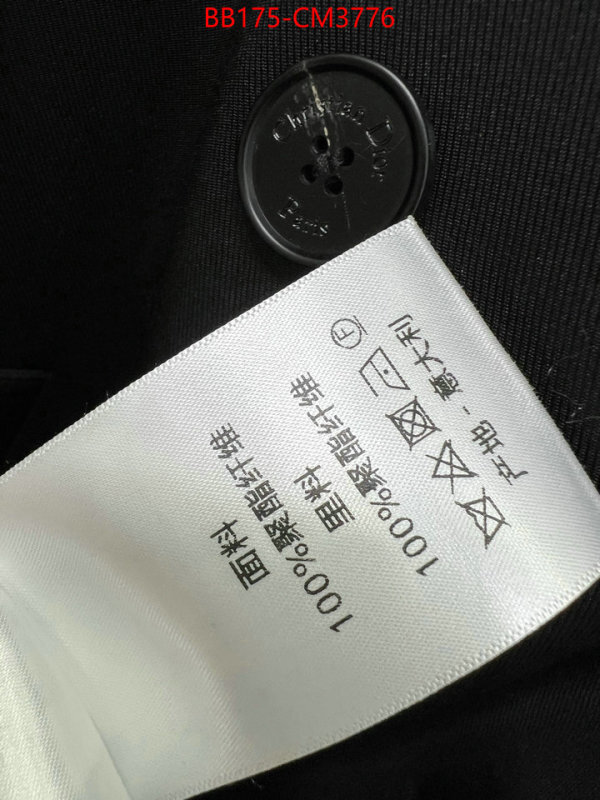 BB175-CM3776
Christian Dior
Paris
面料
100%聚酯纤维
里料
100%聚酯纤维
F
产地-意大利